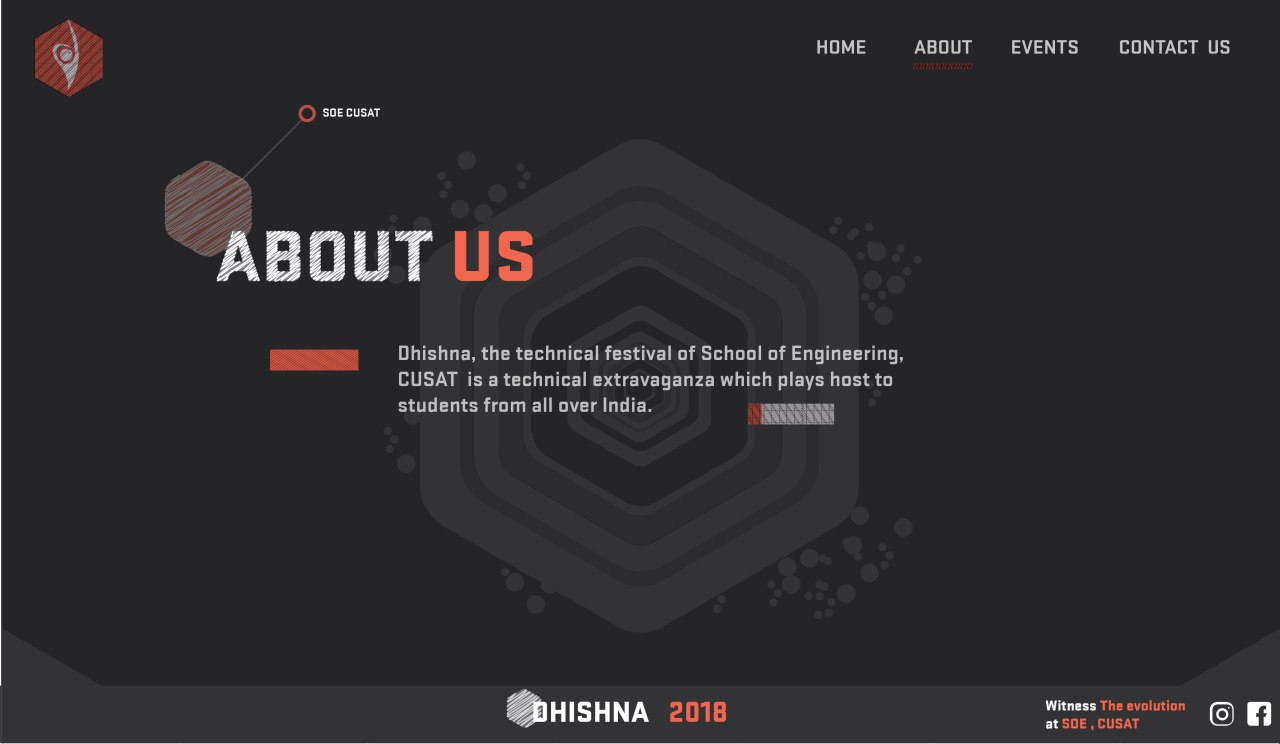 HOME ABOUT EVENTS CONTACT US
SOE CUSAT
ABOUT US
Dhishna, the technical festival of School of Engineering,
CUSAT is a technical extravaganza which plays host to
students from all over India.
DHISHNA 2018
Witness The evolution
at SOE , CUSAT